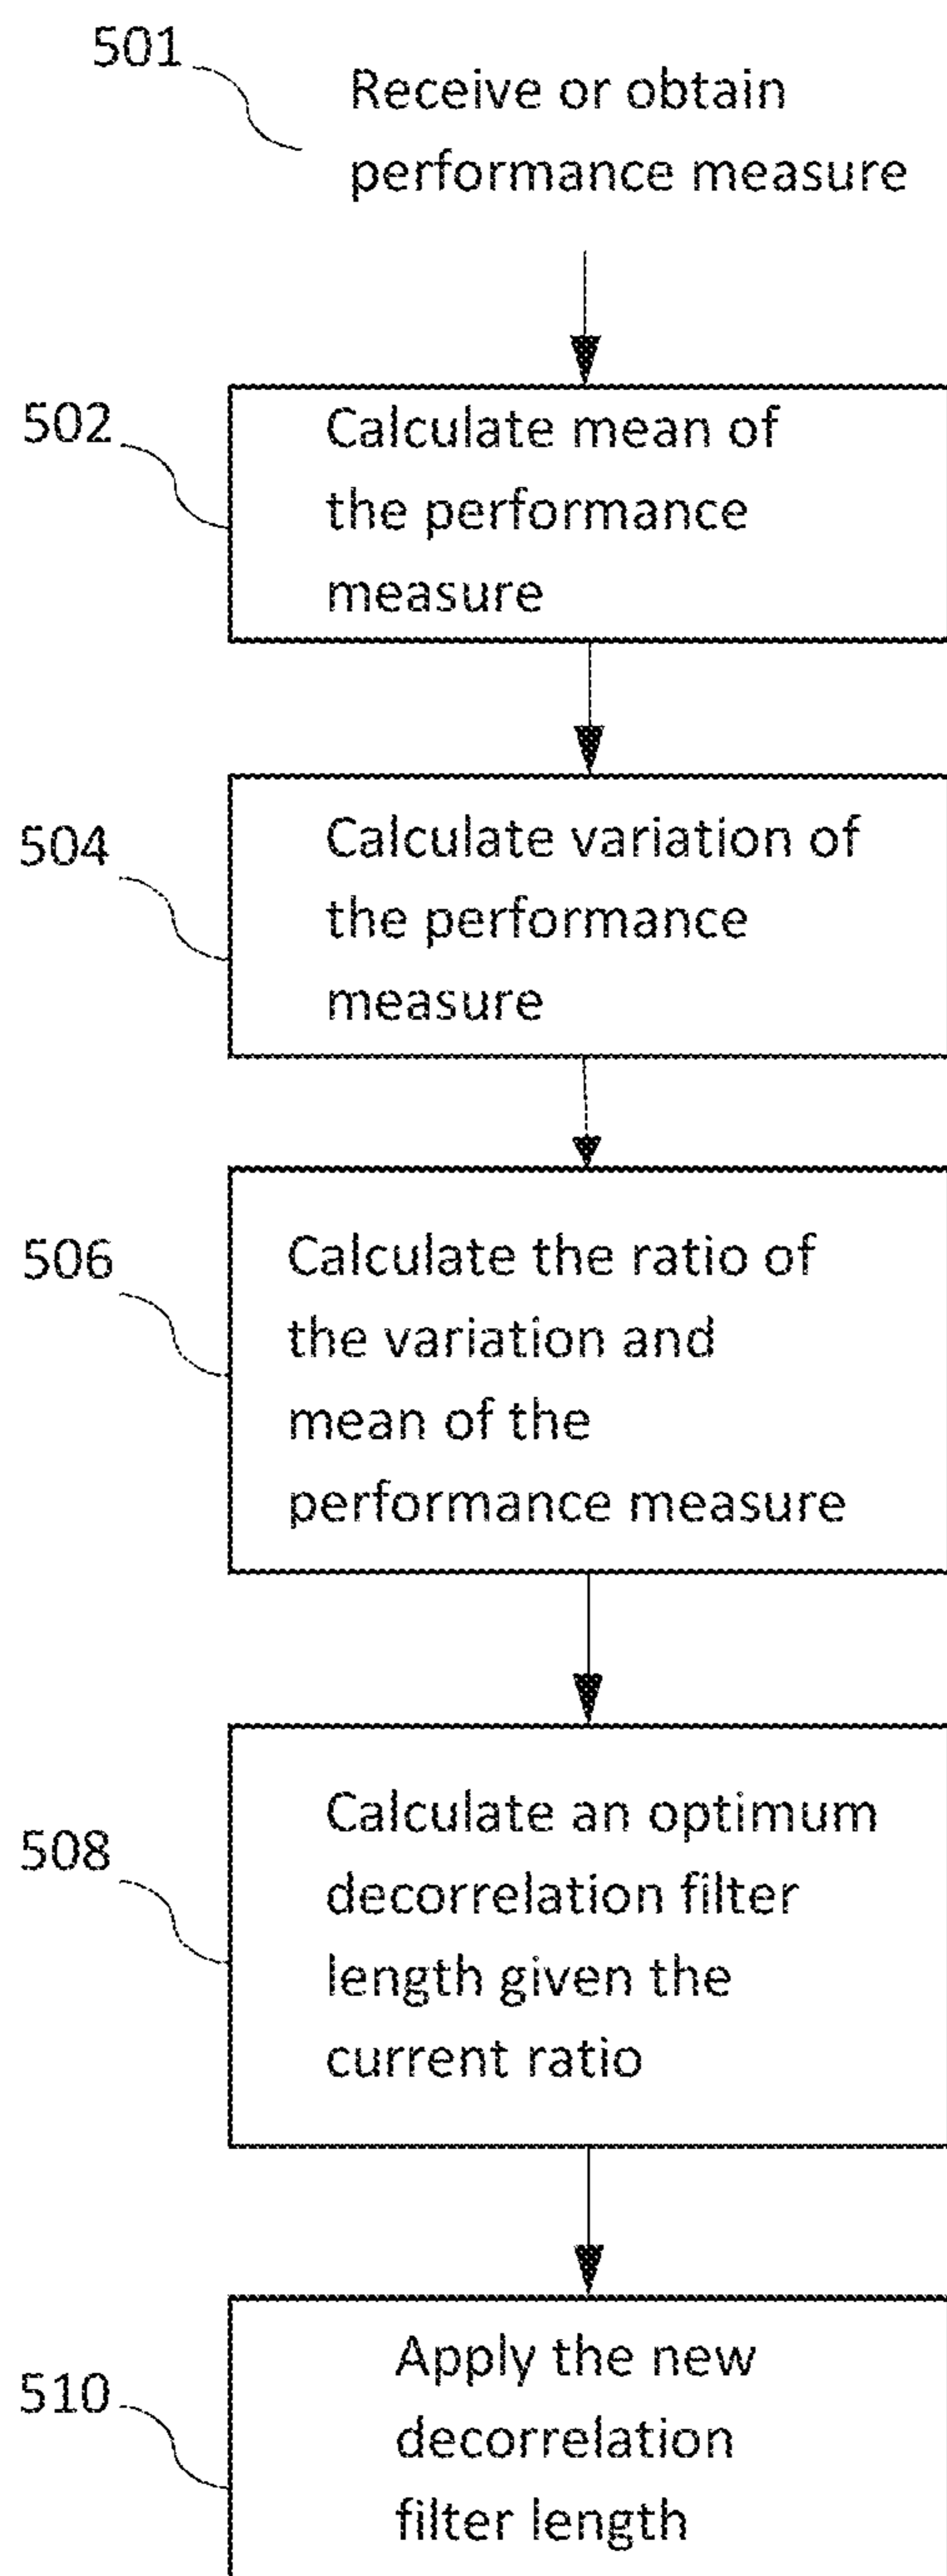 501
Receive or obtain
performance measure
502
Calculate mean of
the performance
measure
504
Calculate variation of
the performance
measure
506
Calculate the ratio of
the variation and
mean of the
performance measure
508
Calculate an optimum
decorrelation filter
length given the
current ratio
510
Apply the new
decorrelation
filter length